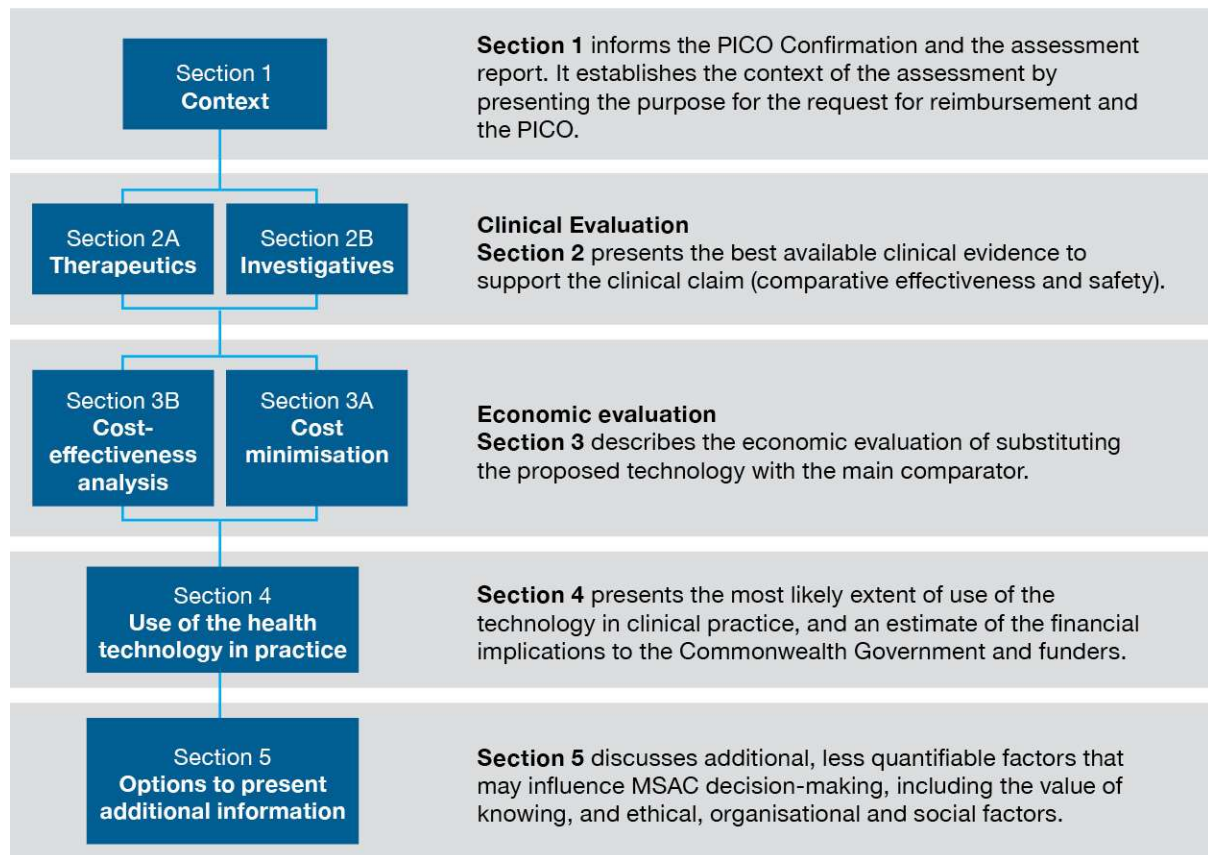 Section 1
Context
Section 1 informs the PICO Confirmation and the assessment
report. It establishes the context of the assessment by
presenting the purpose for the request for reimbursement and
the PICO.
Section 2A
Therapeutics
Section 2B
Investigatives
Clinical Evaluation
Section 2 presents the best available clinical evidence to
support the clinical claim (comparative effectiveness and safety).
Section 3B
Cost-
effectiveness
analysis
Section 3A
Cost
minimisation
Economic evaluation
Section 3 describes the economic evaluation of substituting
the proposed technology with the main comparator.
Section 4
Use of the health
technology in practice
Section 4 presents the most likely extent of use of the
technology in clinical practice, and an estimate of the financial
implications to the Commonwealth Government and funders.
Section 5
Options to present
additional information
Section 5 discusses additional, less quantifiable factors that
may influence MSAC decision-making, including the value of
knowing, and ethical, organisational and social factors.